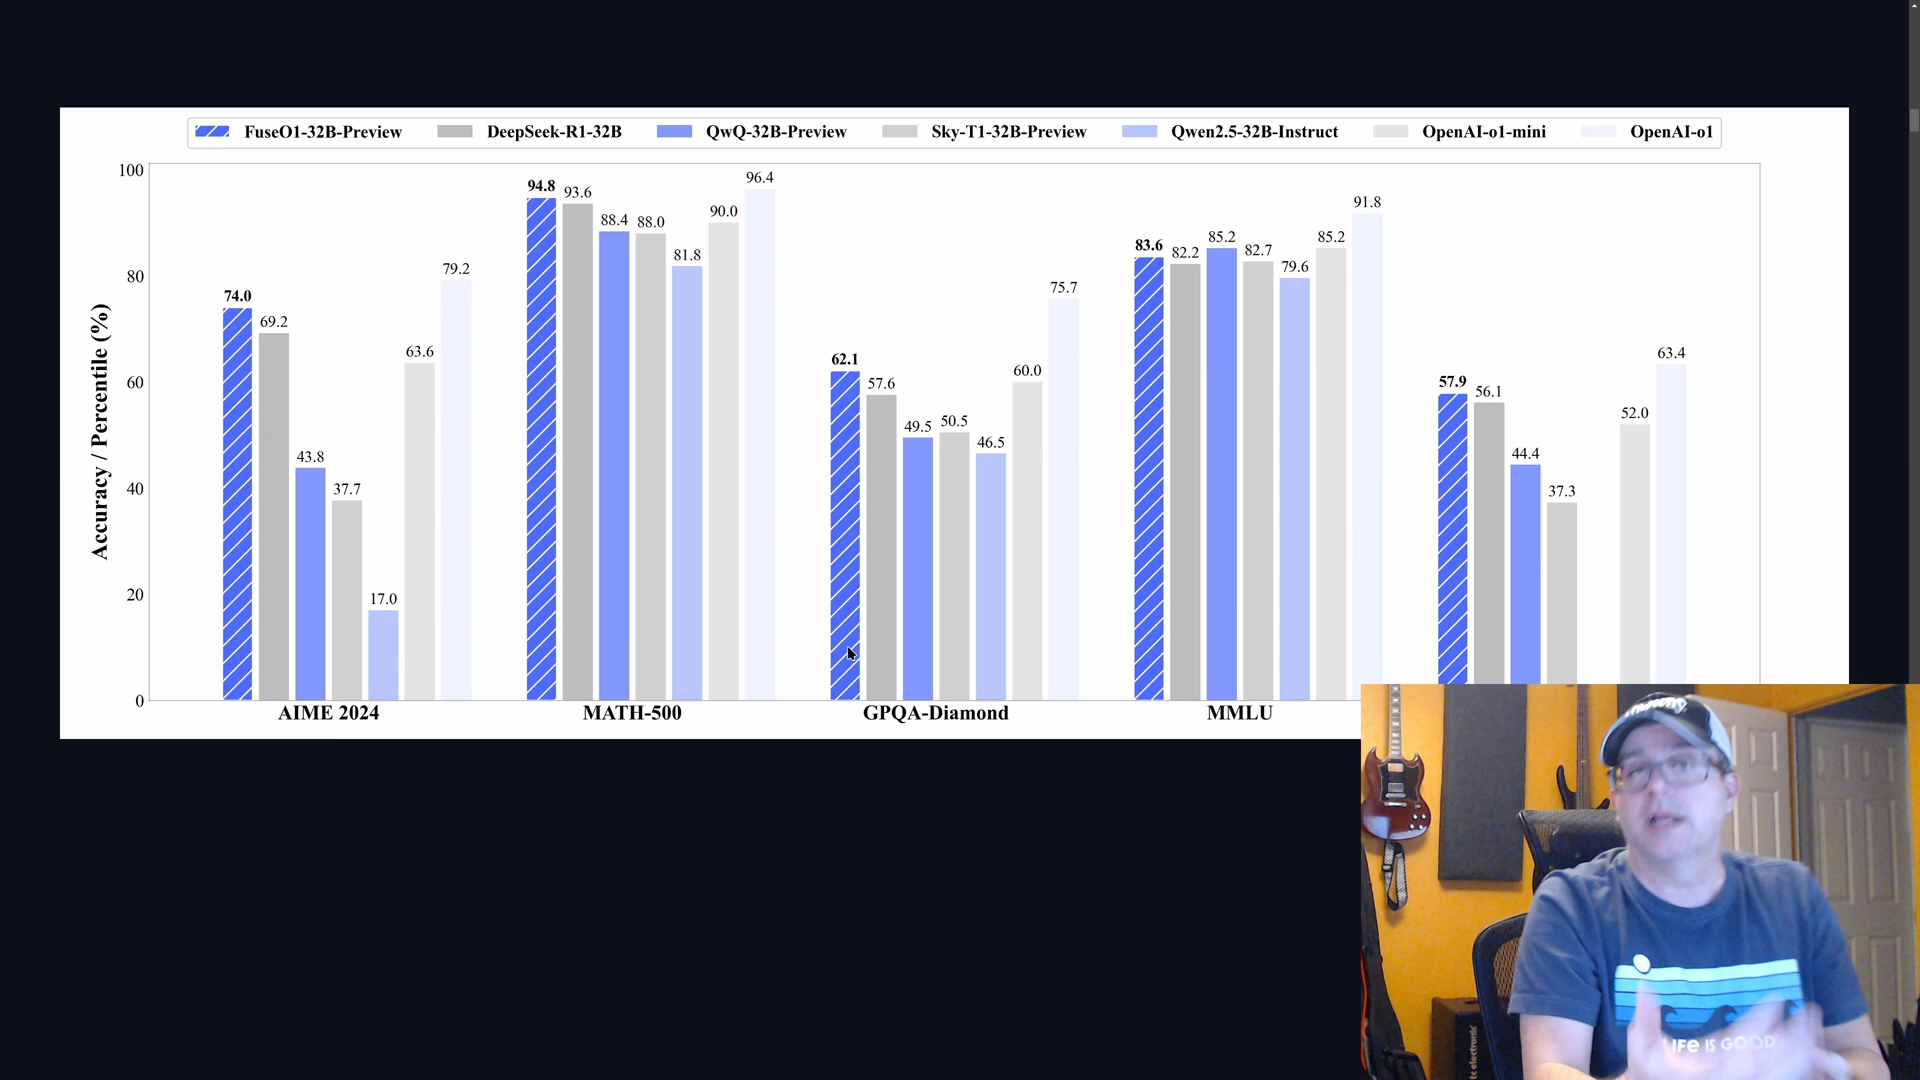 FuseO1-32B-Preview DeepSeek-R1-32B QwQ-32B-Preview Sky-T1-32B-Preview Qwen2.5-32B-Instruct OpenAI-o1-mini OpenAI-o1
Accuracy / Percentile (%)
100
80
60
40
20
0
74.0 69.2 43.8 37.7 17.0 63.6 79.2
94.8 93.6 88.4 88.0 81.8 90.0 96.4
62.1 57.6 49.5 50.5 46.5 60.0 75.7
83.6 82.2 85.2 82.7 79.6 85.2 91.8
57.9 56.1 44.4 37.3 52.0 63.4
AIME 2024 MATH-500 GPQA-Diamond MMLU
LIFE IS GOOD
tc electronic